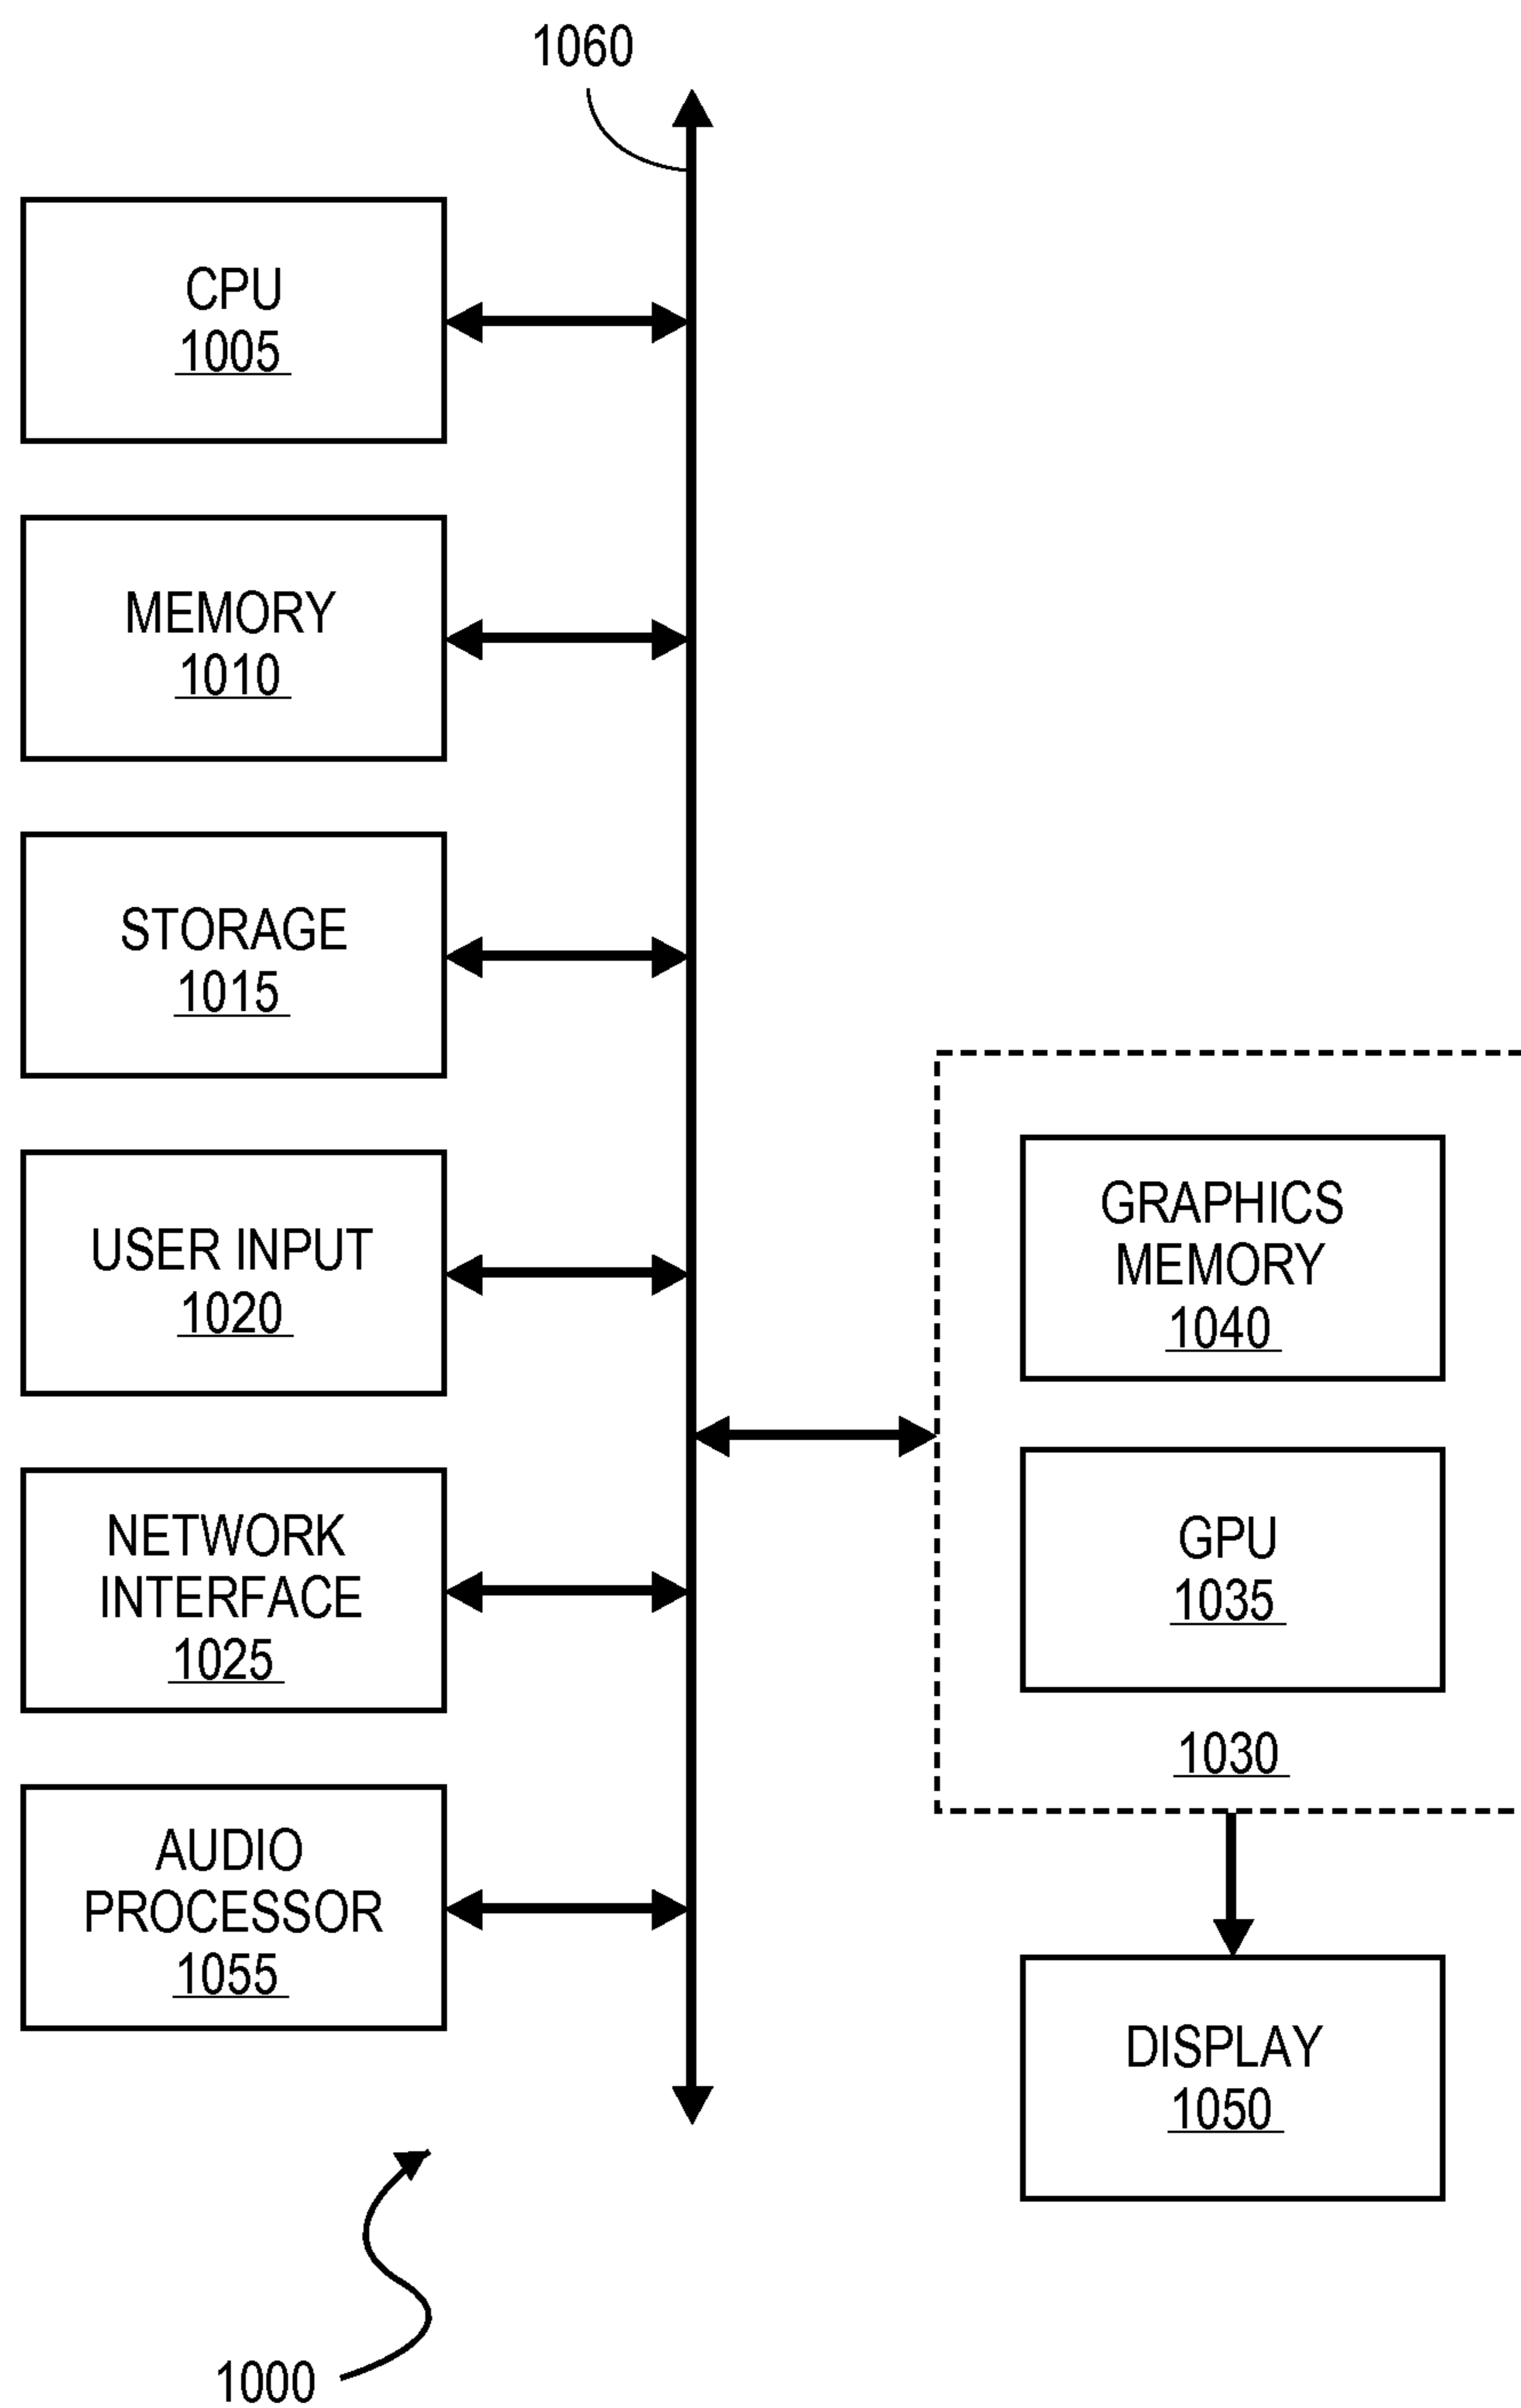 1060
CPU
1005
MEMORY
1010
STORAGE
1015
USER INPUT
1020
NETWORK
INTERFACE
1025
AUDIO
PROCESSOR
1055
GRAPHICS
MEMORY
1040
GPU
1035
1030
DISPLAY
1050
1000